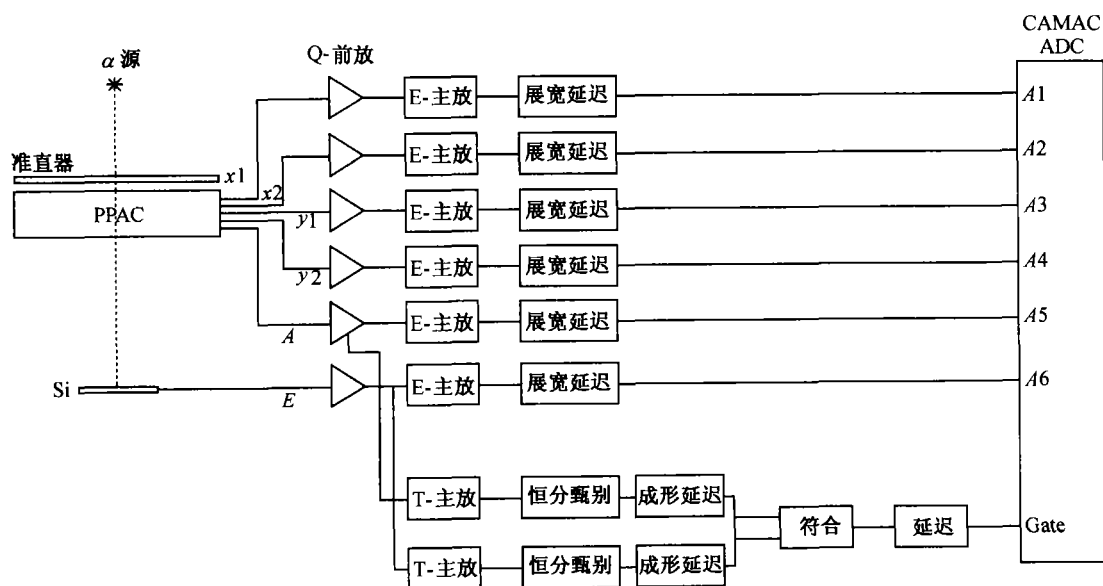 CAMAC
ADC
α 源
Q-前放
E-主放
展宽延迟
A1
准直器
x1
E-主放
展宽延迟
A2
x2
PPAC
y1
E-主放
展宽延迟
A3
y2
E-主放
展宽延迟
A4
A
E-主放
展宽延迟
A5
Si
E
E-主放
展宽延迟
A6
T-主放
恒分甄别
成形延迟
符合
延迟
Gate
T-主放
恒分甄别
成形延迟